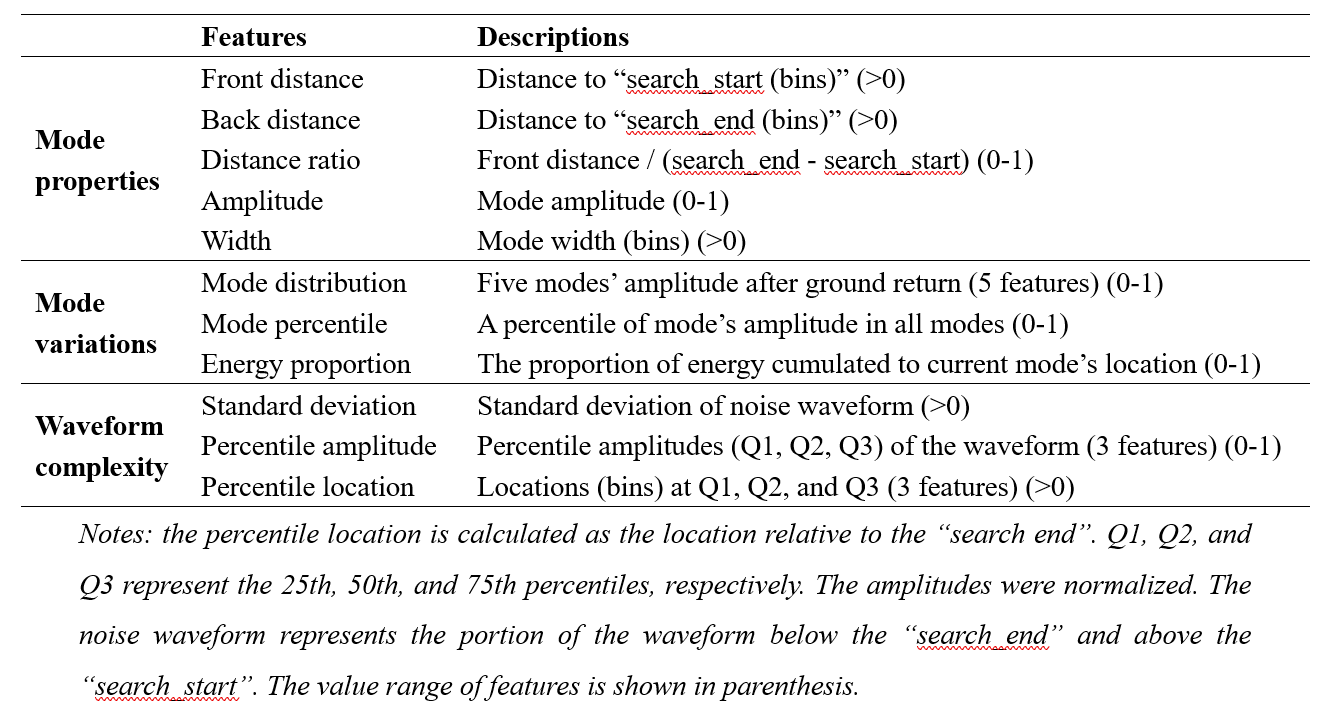 Features Descriptions
Mode properties
Front distance Distance to “search_start (bins)” (>0)
Back distance Distance to “search_end (bins)” (>0)
Distance ratio Front distance / (search_end - search_start) (0-1)
Amplitude Mode amplitude (0-1)
Width Mode width (bins) (>0)
Mode variations
Mode distribution Five modes’ amplitude after ground return (5 features) (0-1)
Mode percentile A percentile of mode’s amplitude in all modes (0-1)
Energy proportion The proportion of energy cumulated to current mode’s location (0-1)
Waveform complexity
Standard deviation Standard deviation of noise waveform (>0)
Percentile amplitude Percentile amplitudes (Q1, Q2, Q3) of the waveform (3 features) (0-1)
Percentile location Locations (bins) at Q1, Q2, and Q3 (3 features) (>0)
Notes: the percentile location is calculated as the location relative to the “search end”. Q1, Q2, and
Q3 represent the 25th, 50th, and 75th percentiles, respectively. The amplitudes were normalized. The
noise waveform represents the portion of the waveform below the “search_end” and above the
“search_start”. The value range of features is shown in parenthesis.